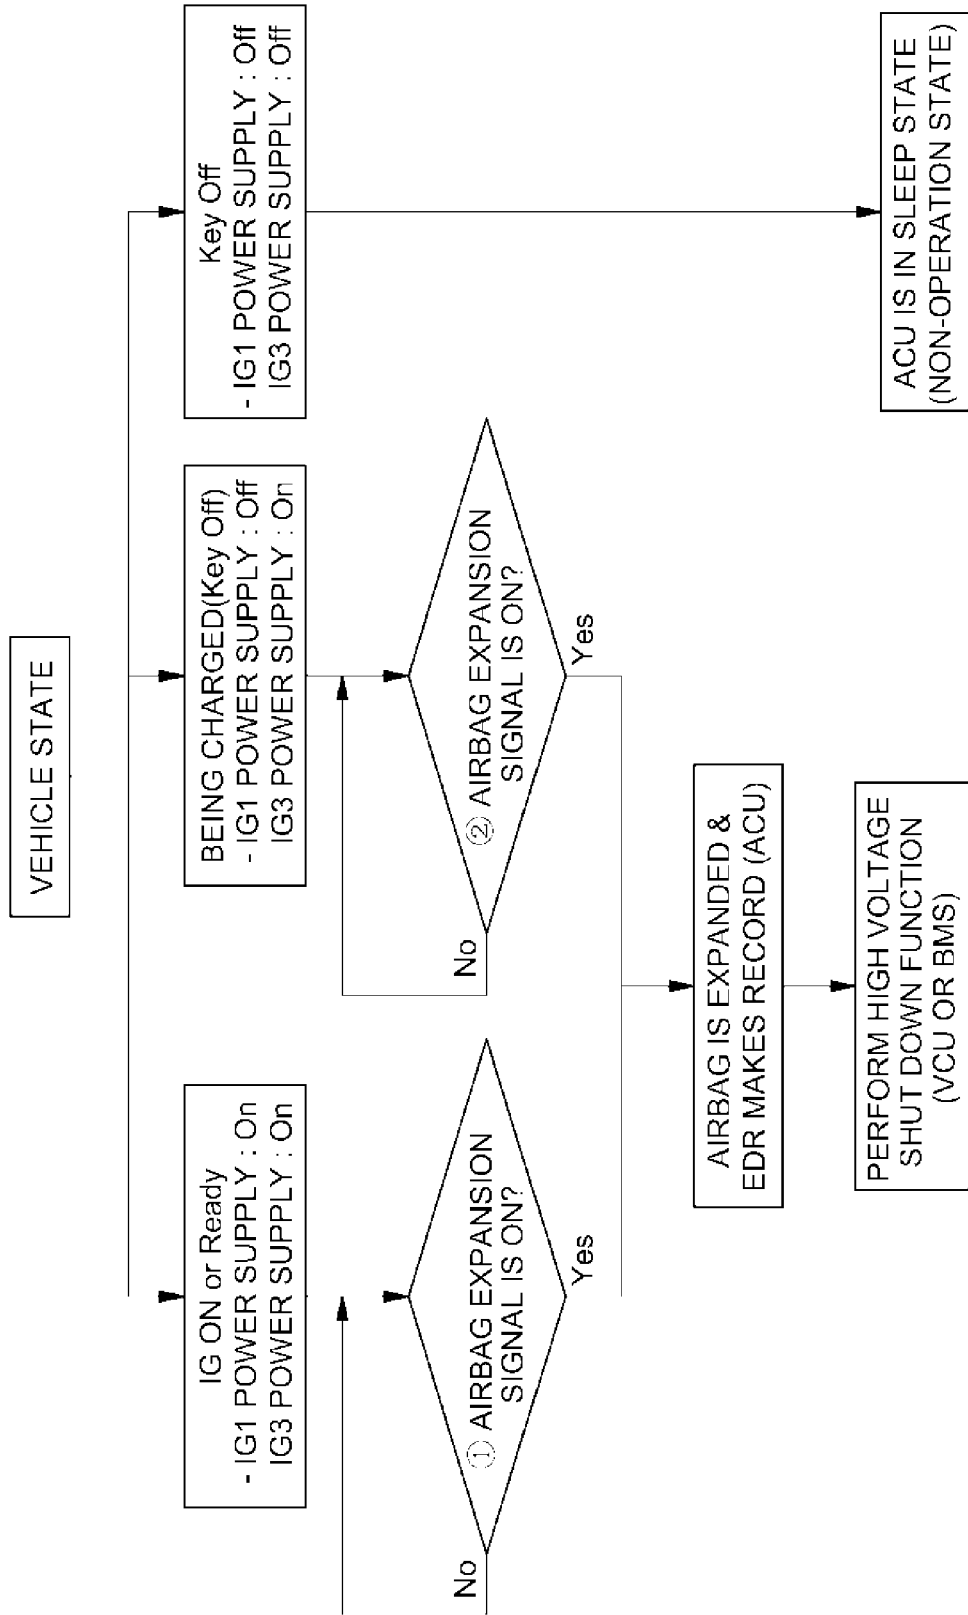 VEHICLE STATE
IG ON or Ready
- IG1 POWER SUPPLY : On
IG3 POWER SUPPLY : On
BEING CHARGED(Key Off)
- IG1 POWER SUPPLY : Off
IG3 POWER SUPPLY : On
Key Off
- IG1 POWER SUPPLY : Off
IG3 POWER SUPPLY : Off
① AIRBAG EXPANSION
SIGNAL IS ON?
No
Yes
② AIRBAG EXPANSION
SIGNAL IS ON?
No
Yes
AIRBAG IS EXPANDED &
EDR MAKES RECORD (ACU)
PERFORM HIGH VOLTAGE
SHUT DOWN FUNCTION
(VCU OR BMS)
ACU IS IN SLEEP STATE
(NON-OPERATION STATE)